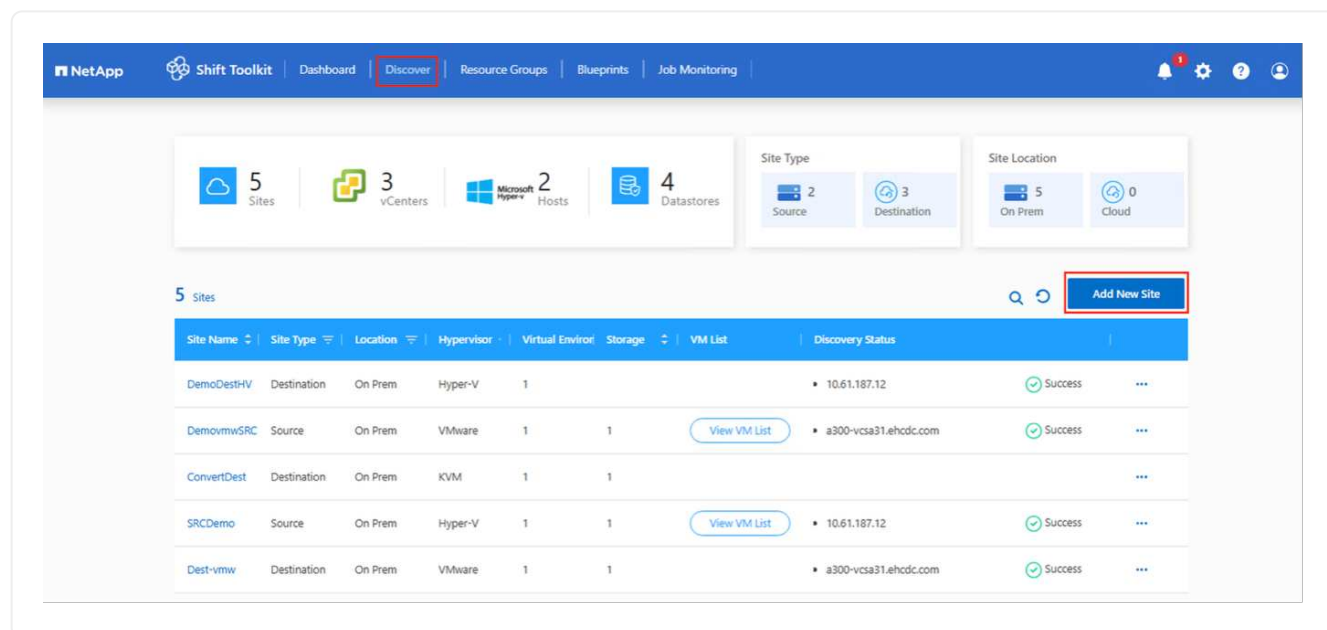 NetApp Shift Toolkit Dashboard Discover Resource Groups Blueprints Job Monitoring 1
Site Type Site Location
5 Sites 3 vCenters Microsoft Hyper-v 2 Hosts 4 Datastores
2 Source 3 Destination 5 On Prem 0 Cloud
5 Sites Add New Site
Site Name Site Type Location Hypervisor Virtual Environ Storage VM List Discovery Status
DemoDestHV Destination On Prem Hyper-V 1 • 10.61.187.12 Success ...
DemovmwSRC Source On Prem VMware 1 1 View VM List • a300-vcsa31.ehcdc.com Success ...
ConvertDest Destination On Prem KVM 1 1 ...
SRCDemo Source On Prem Hyper-V 1 1 View VM List • 10.61.187.12 Success ...
Dest-vmw Destination On Prem VMware 1 1 • a300-vcsa31.ehcdc.com Success ...